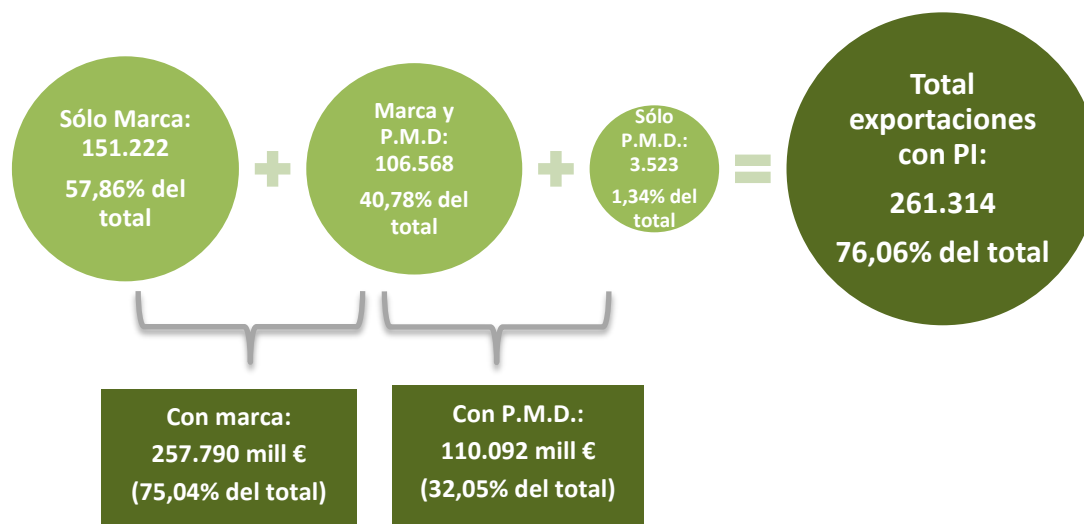 Sólo Marca:
151.222
57,86% del
total
Marca y
P.M.D:
106.568
40,78% del
total
Sólo
P.M.D.:
3.523
1,34% del
total
Total
exportaciones
con PI:
261.314
76,06% del total
Con marca:
257.790 mill €
(75,04% del total)
Con P.M.D.:
110.092 mill €
(32,05% del total)